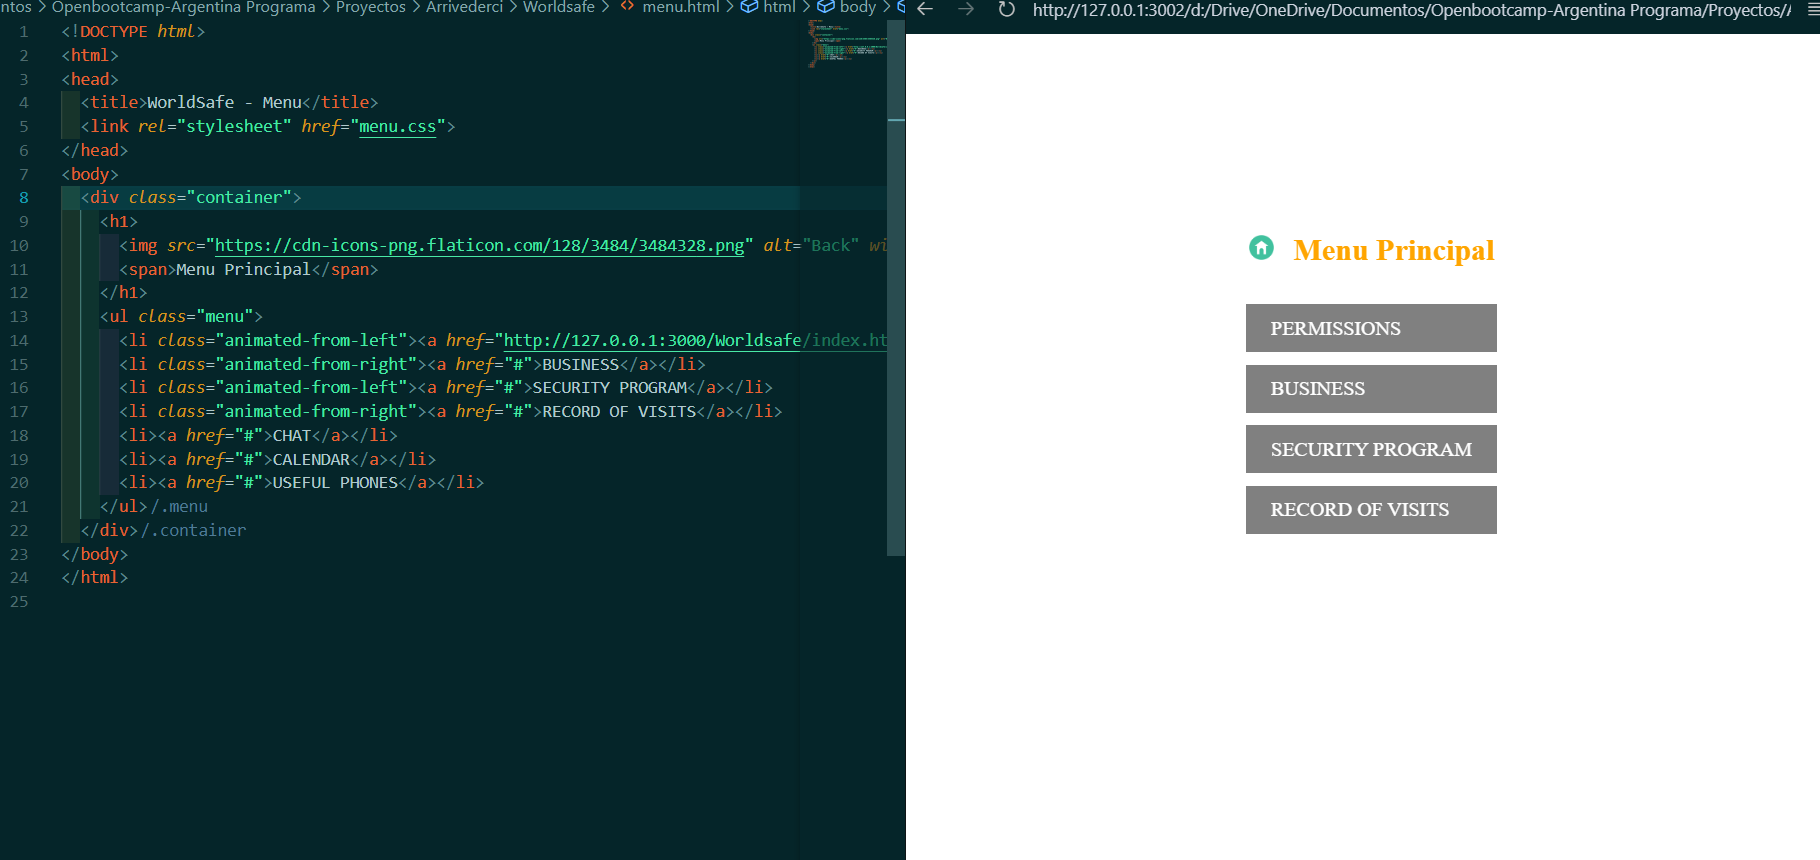 ntos > Openbootcamp-Argentina Programa > Proyectos > Arrivederci > Worldsafe > <> menu.html > html > body >
1 <!DOCTYPE html>
2 <html>
3 <head>
4 <title>WorldSafe - Menu</title>
5 <link rel="stylesheet" href="menu.css">
6 </head>
7 <body>
8 <div class="container">
9 <h1>
10 <img src="https://cdn-icons-png.flaticon.com/128/3484/3484328.png" alt="Back" wi
11 <span>Menu Principal</span>
12 </h1>
13 <ul class="menu">
14 <li class="animated-from-left"><a href="http://127.0.0.1:3000/Worldsafe/index.ht
15 <li class="animated-from-right"><a href="#">BUSINESS</a></li>
16 <li class="animated-from-left"><a href="#">SECURITY PROGRAM</a></li>
17 <li class="animated-from-right"><a href="#">RECORD OF VISITS</a></li>
18 <li><a href="#">CHAT</a></li>
19 <li><a href="#">CALENDAR</a></li>
20 <li><a href="#">USEFUL PHONES</a></li>
21 </ul>/.menu
22 </div>/.container
23 </body>
24 </html>
25
http://127.0.0.1:3002/d:/Drive/OneDrive/Documentos/Openbootcamp-Argentina Programa/Proyectos/
Menu Principal
PERMISSIONS
BUSINESS
SECURITY PROGRAM
RECORD OF VISITS